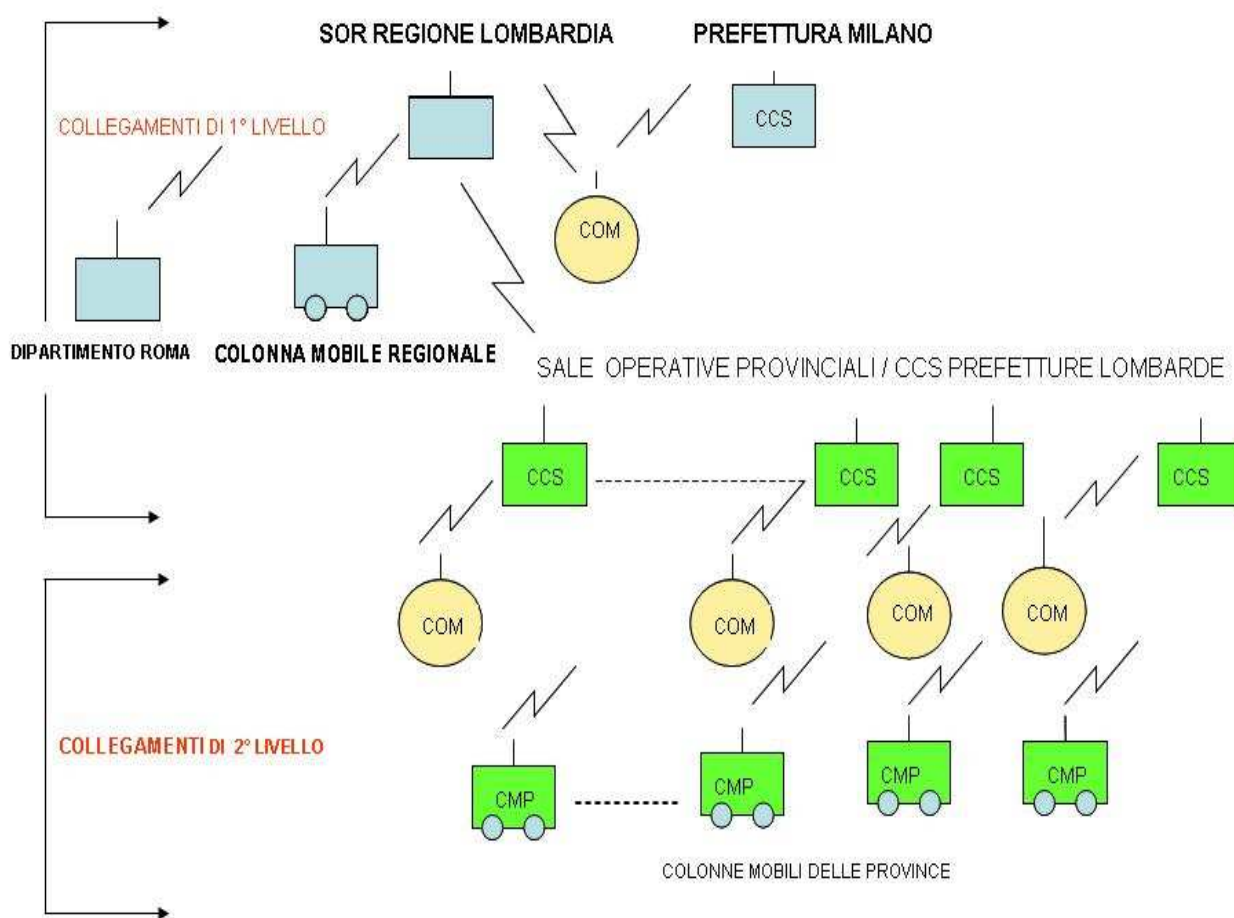 SOR REGIONE LOMBARDIA
PREFETTURA MILANO
COLLEGAMENTI DI 1° LIVELLO
CCS
COM
DIPARTIMENTO ROMA
COLONNA MOBILE REGIONALE
SALE OPERATIVE PROVINCIALI / CCS PREFETTURE LOMBARDE
CCS
CCS
CCS
CCS
COM
COM
COM
COM
COLLEGAMENTI DI 2° LIVELLO
CMP
CMP
CMP
CMP
COLONNE MOBILI DELLE PROVINCE